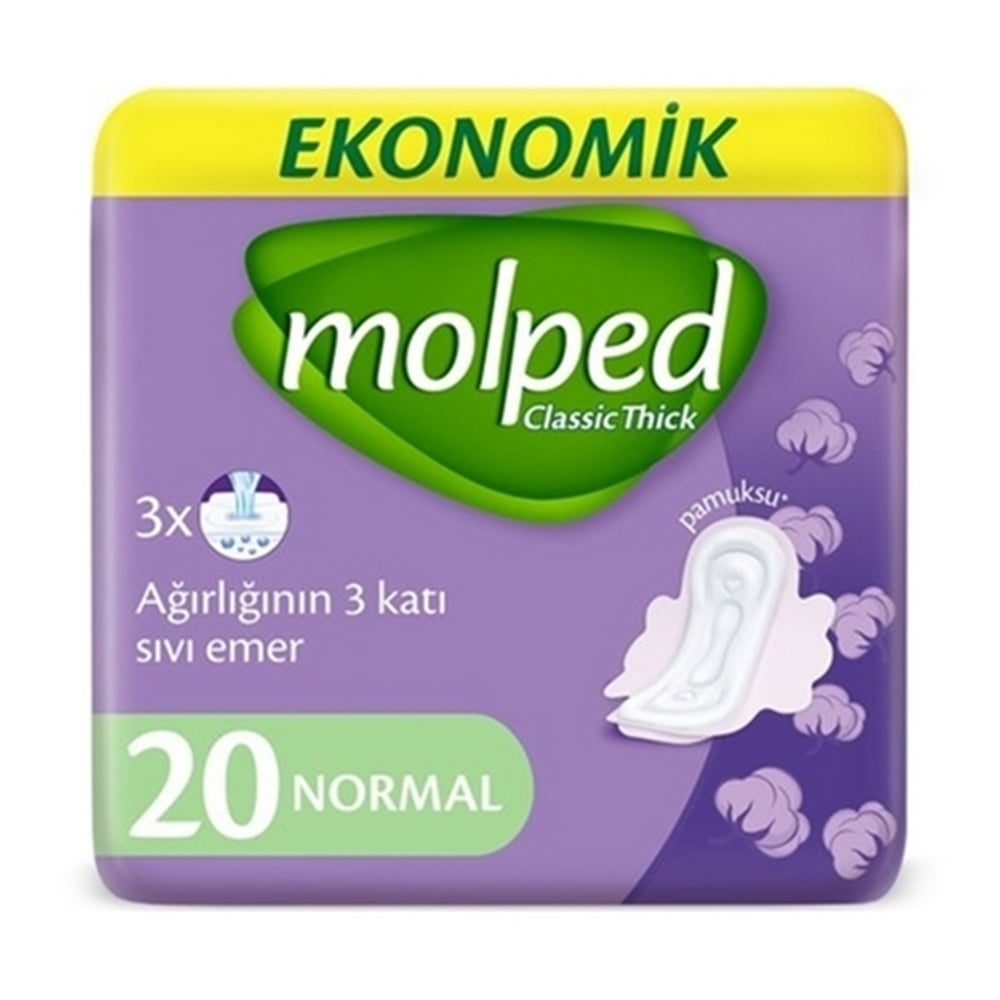 EKONOMİK
molped
Classic Thick
pamuksu*
3x
Ağırlığının 3 katı
sıvı emer
20 NORMAL